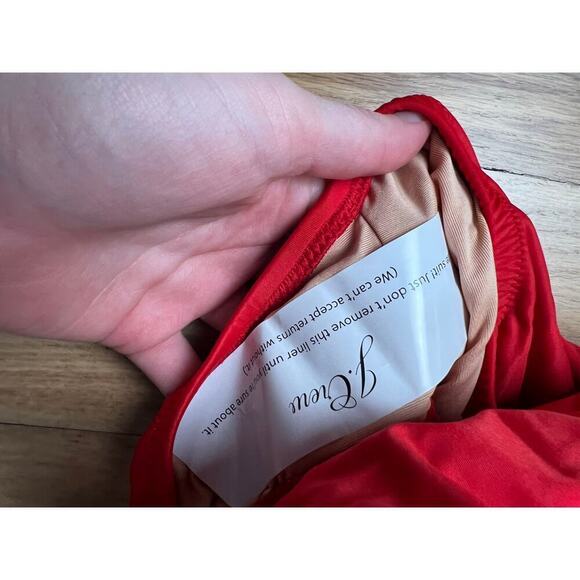 J.Crew
suit! Just don't remove this liner until you're sure about it.
(We can't accept returns without it.)